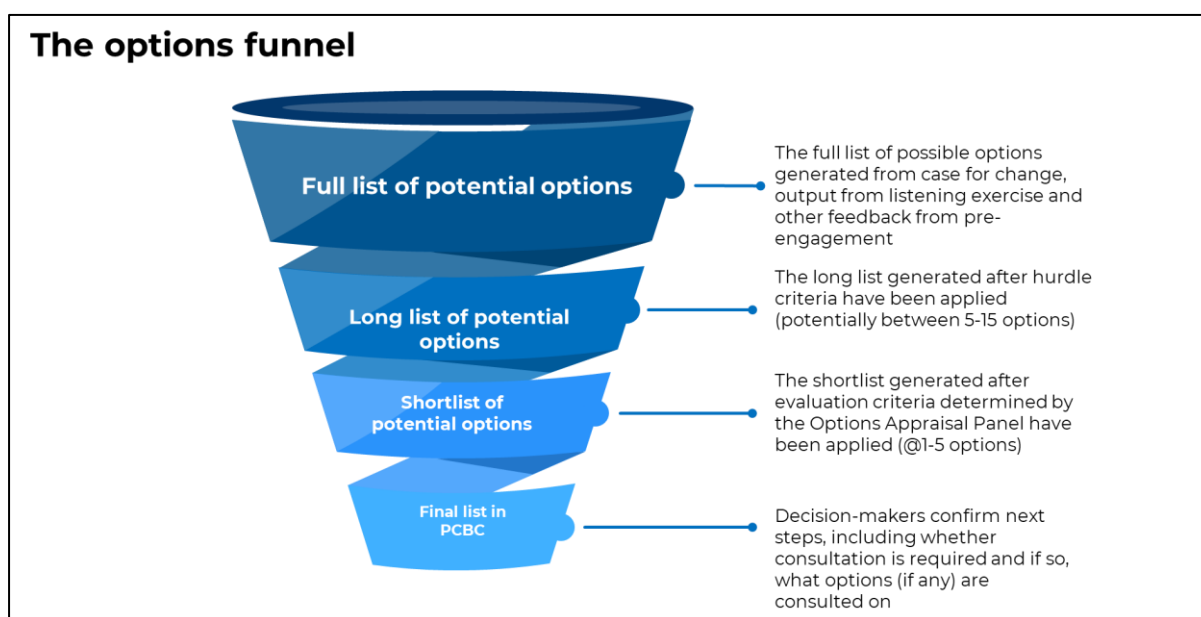 The options funnel
Full list of potential options
The full list of possible options
generated from case for change,
output from listening exercise and
other feedback from pre-
engagement
Long list of potential
options
The long list generated after hurdle
criteria have been applied
(potentially between 5-15 options)
Shortlist of
potential options
The shortlist generated after
evaluation criteria determined by
the Options Appraisal Panel have
been applied (@1-5 options)
Final list in
PCBC
Decision-makers confirm next
steps, including whether
consultation is required and if so,
what options (if any) are
consulted on